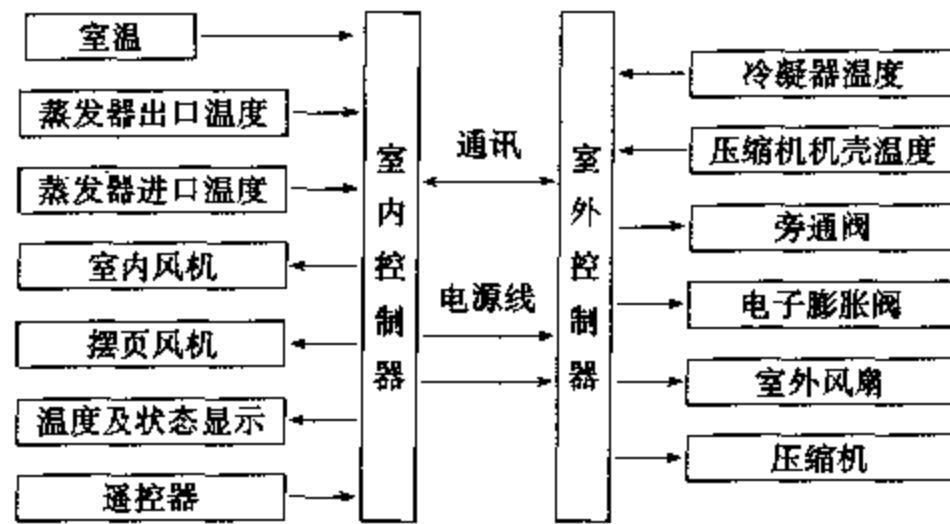 室温
蒸发器出口温度
蒸发器进口温度
室内风机
摆页风机
温度及状态显示
遥控器
室内控制器
通讯
电源线
室外控制器
冷凝器温度
压缩机机壳温度
旁通阀
电子膨胀阀
室外风扇
压缩机